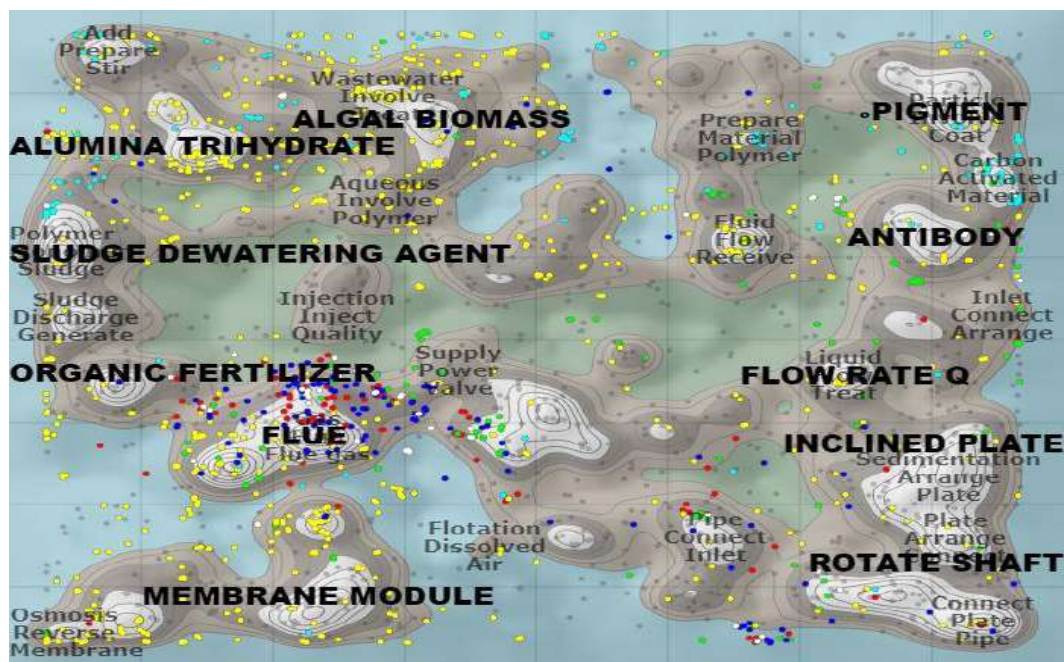 Add
Prepare
Stir
Wastewater
Involve
ALGAL BIOMASS
PIGMENT
Particle
Coat
Prepare
Material
Polymer
ALUMINA TRIHYDRATE
Carbon
Activated
Material
Aqueous
Involve
Polymer
Polymer
SLUDGE DEWATERING AGENT
Sludge
Fluid
Flow
Receive
ANTIBODY
Sludge
Discharge
Generate
Injection
Inject
Quality
Inlet
Connect
Arrange
Supply
Power
Valve
Liquid
Treat
ORGANIC FERTILIZER
FLOW RATE Q
FLUE
Flue gas
INCLINED PLATE
Sedimentation
Arrange
Plate
Flotation
Dissolved
Air
Pipe
Connect
Inlet
Plate
Arrange
ROTATE SHAFT
MEMBRANE MODULE
Connect
Plate
Pipe
Osmosis
Reverse
Membrane